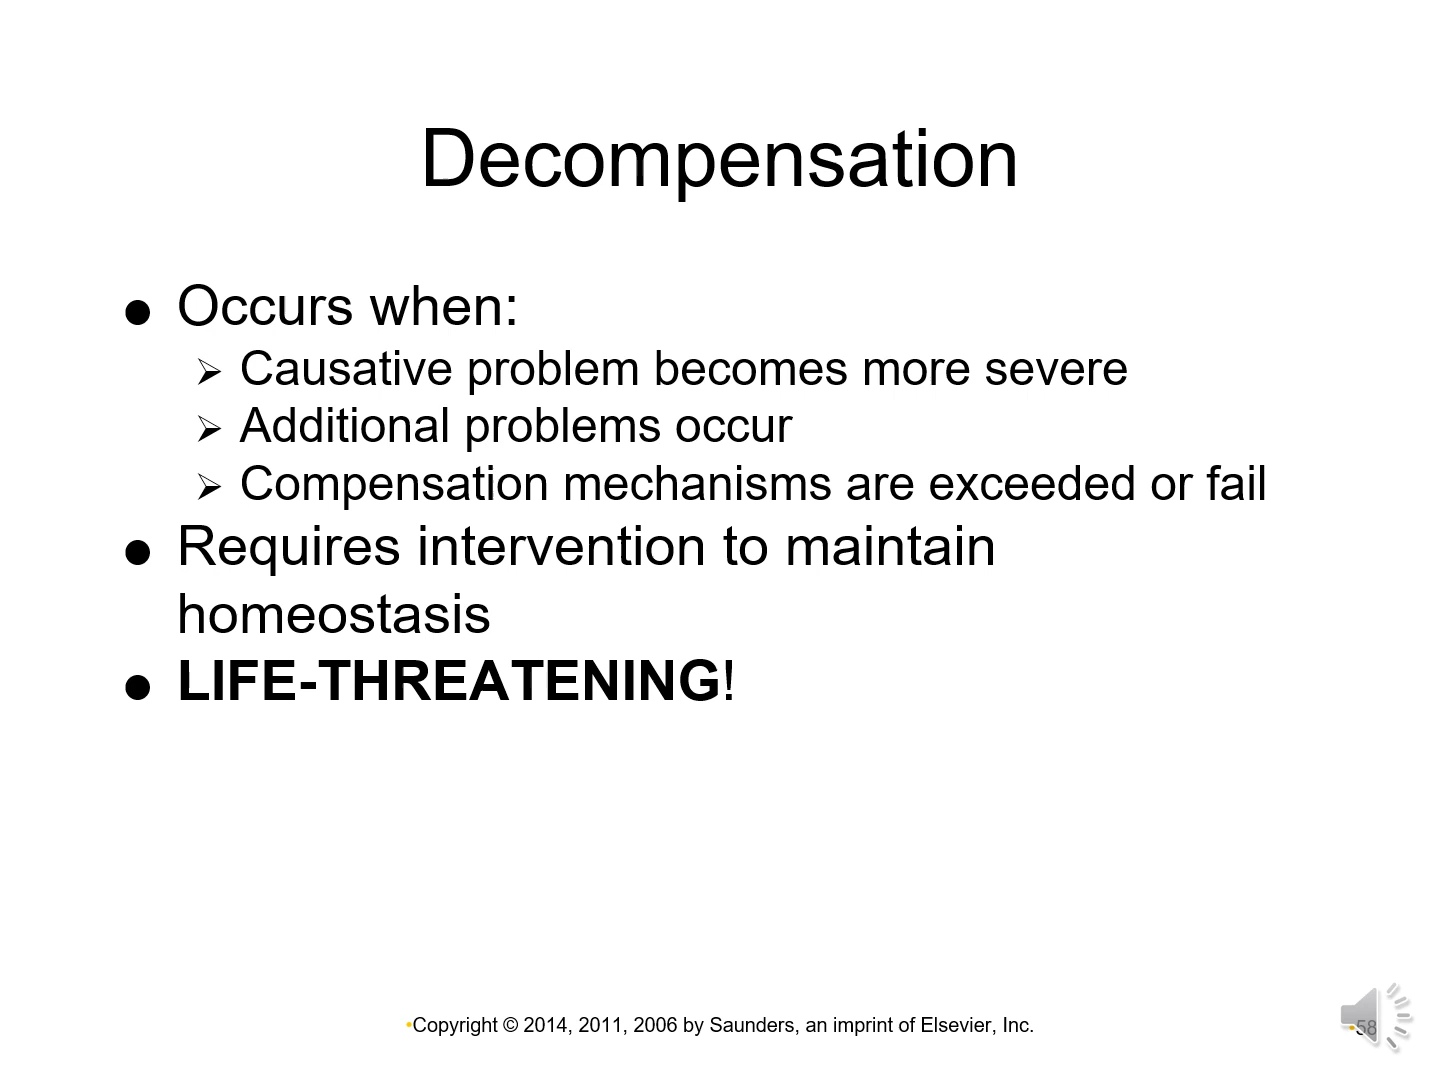 Decompensation
● Occurs when:
➢ Causative problem becomes more severe
➢ Additional problems occur
➢ Compensation mechanisms are exceeded or fail
● Requires intervention to maintain
homeostasis
● LIFE-THREATENING!
•Copyright © 2014, 2011, 2006 by Saunders, an imprint of Elsevier, Inc.
•58